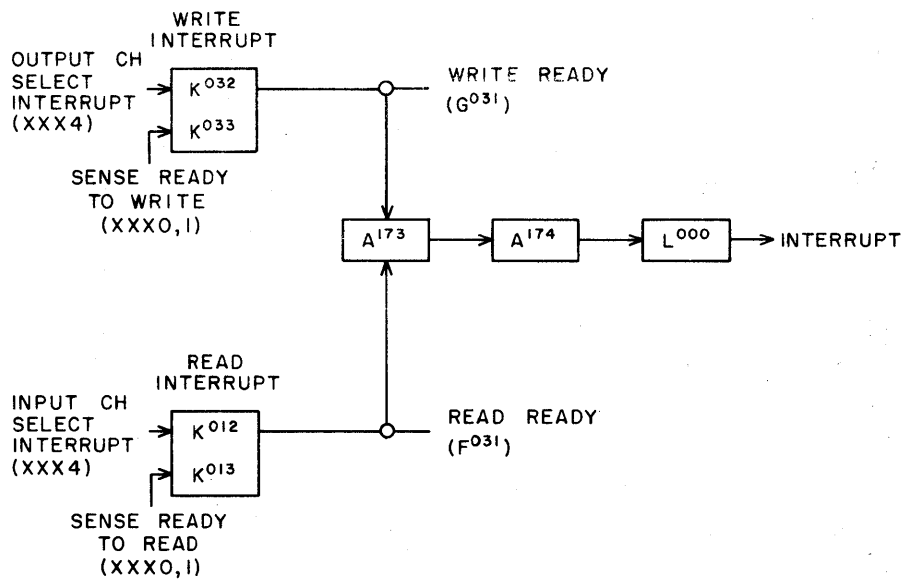 WRITE
INTERRUPT
OUTPUT CH
SELECT
INTERRUPT
(XXX4)
K032
K033
SENSE READY
TO WRITE
(XXX0,1)
WRITE READY
(G031)
A173
A174
L000
INTERRUPT
READ
INTERRUPT
INPUT CH
SELECT
INTERRUPT
(XXX4)
K012
K013
SENSE READY
TO READ
(XXX0,1)
READ READY
(F031)